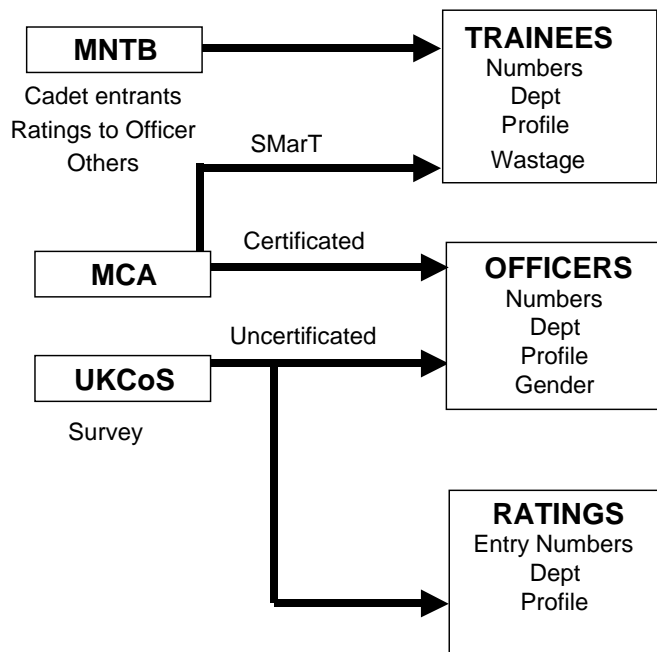 MNTB
Cadet entrants
Ratings to Officer
Others
SMarT
TRAINEES
Numbers
Dept
Profile
Wastage
MCA
Certificated
OFFICERS
Numbers
Dept
Profile
Gender
Uncertificated
UKCoS
Survey
RATINGS
Entry Numbers
Dept
Profile